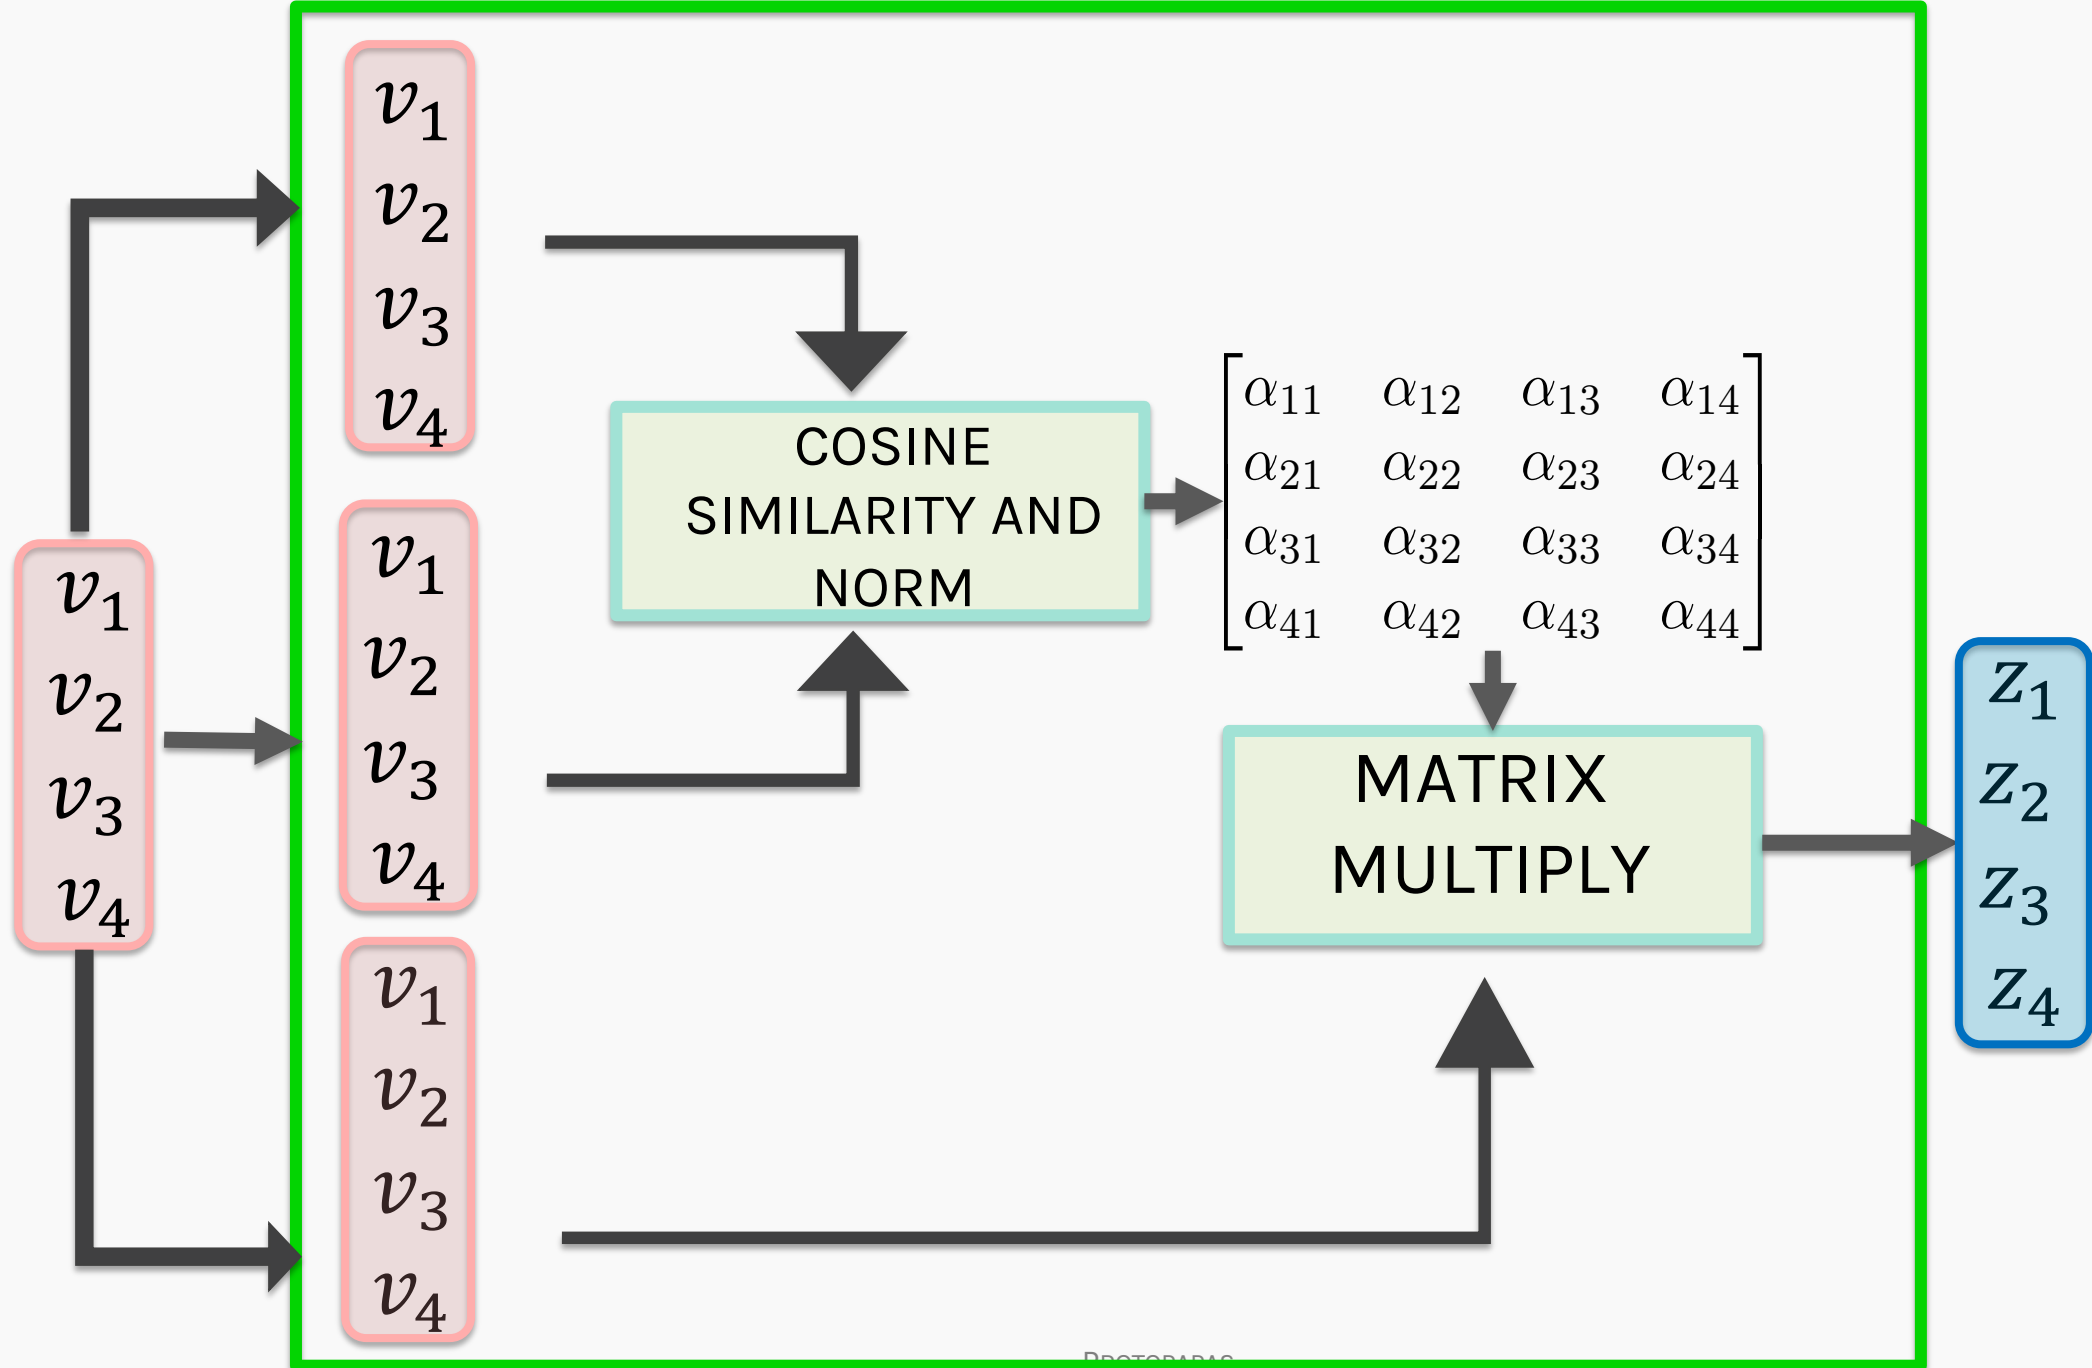 v₁
v₂
v₃
v₄
v₁
v₂
v₃
v₄
v₁
v₂
v₃
v₄
v₁
v₂
v₃
v₄
COSINE
SIMILARITY AND
NORM
α₁₁ α₁₂ α₁₃ α₁₄
α₂₁ α₂₂ α₂₃ α₂₄
α₃₁ α₃₂ α₃₃ α₃₄
α₄₁ α₄₂ α₄₃ α₄₄
MATRIX
MULTIPLY
z₁
z₂
z₃
z₄
PROTOPAPAS